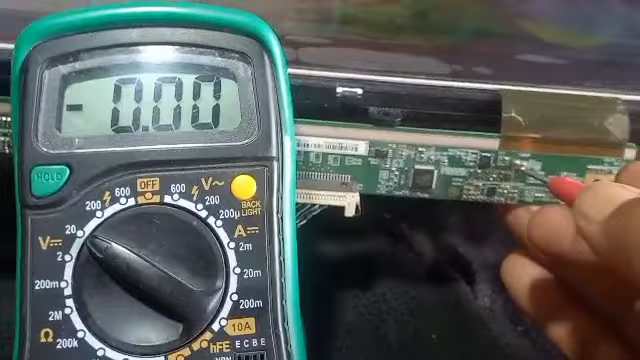 - 0.00
HOLD
OFF
600
200
600
V~
200
BACK
LIGHT
200µ
A⎓
V⎓
20
2
200m
2M
Ω
200k
2m
20m
200m
10A
hFE
E C B E
NPN